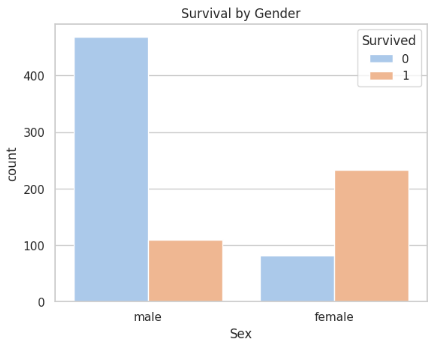 Survival by Gender
Survived
0
1
400
300
200
100
0
count
male
female
Sex